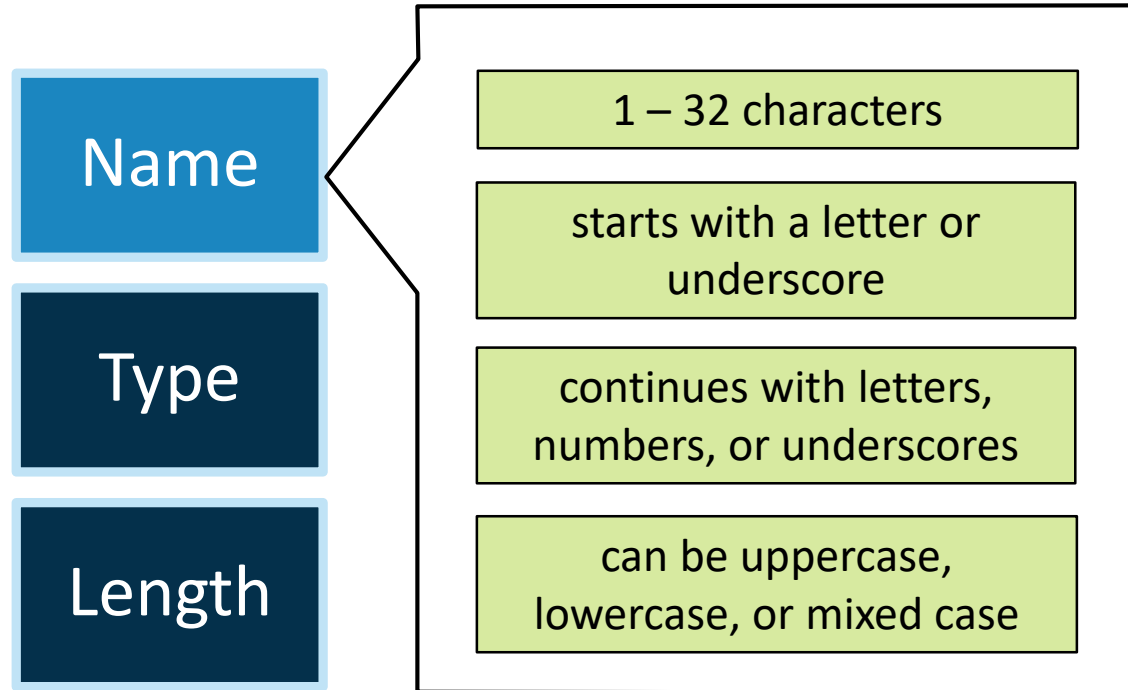 Name
1 – 32 characters
starts with a letter or
underscore
Type
continues with letters,
numbers, or underscores
Length
can be uppercase,
lowercase, or mixed case